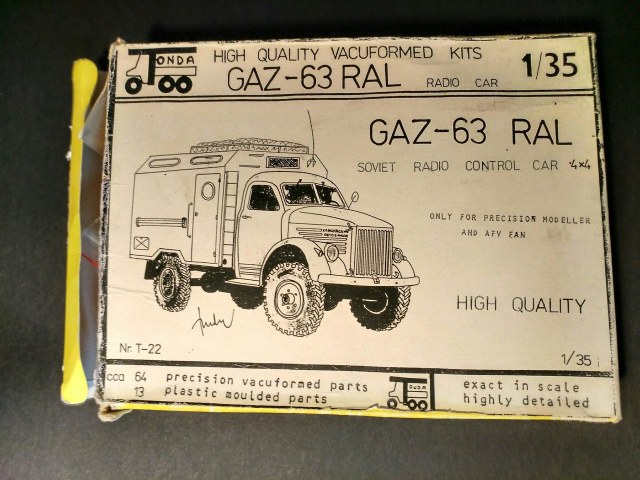 TONDA
HIGH QUALITY VACUFORMED KITS
GAZ-63 RAL RADIO CAR
1/35
GAZ-63 RAL
SOVIET RADIO CONTROL CAR 4x4
ONLY FOR PRECISION MODELLER
AND AFV FAN
HIGH QUALITY
Nr. T-22
1/35
cca 64 precision vacuformed parts
13 plastic moulded parts
TONDA
exact in scale
highly detailed